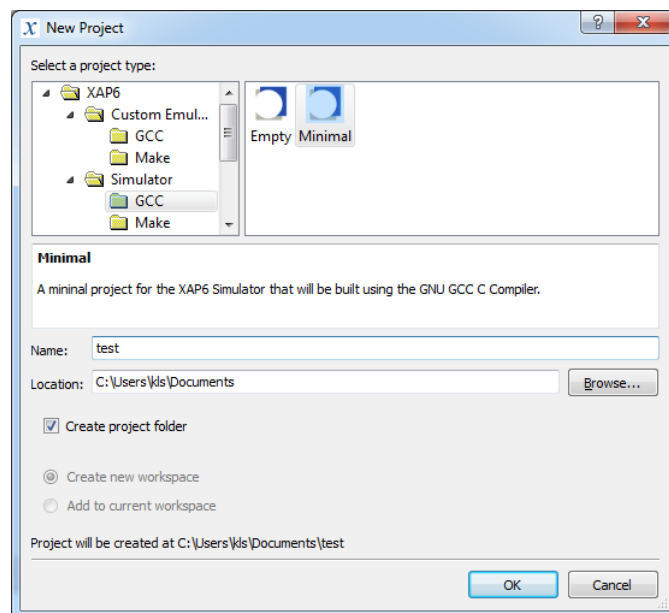 New Project
Select a project type:
XAP6
Custom Emul...
GCC
Make
Simulator
GCC
Make
Empty Minimal
Minimal
A mininal project for the XAP6 Simulator that will be built using the GNU GCC C Compiler.
Name: test
Location: C:\Users\kls\Documents Browse...
Create project folder
Create new workspace
Add to current workspace
Project will be created at C:\Users\kls\Documents\test
OK Cancel